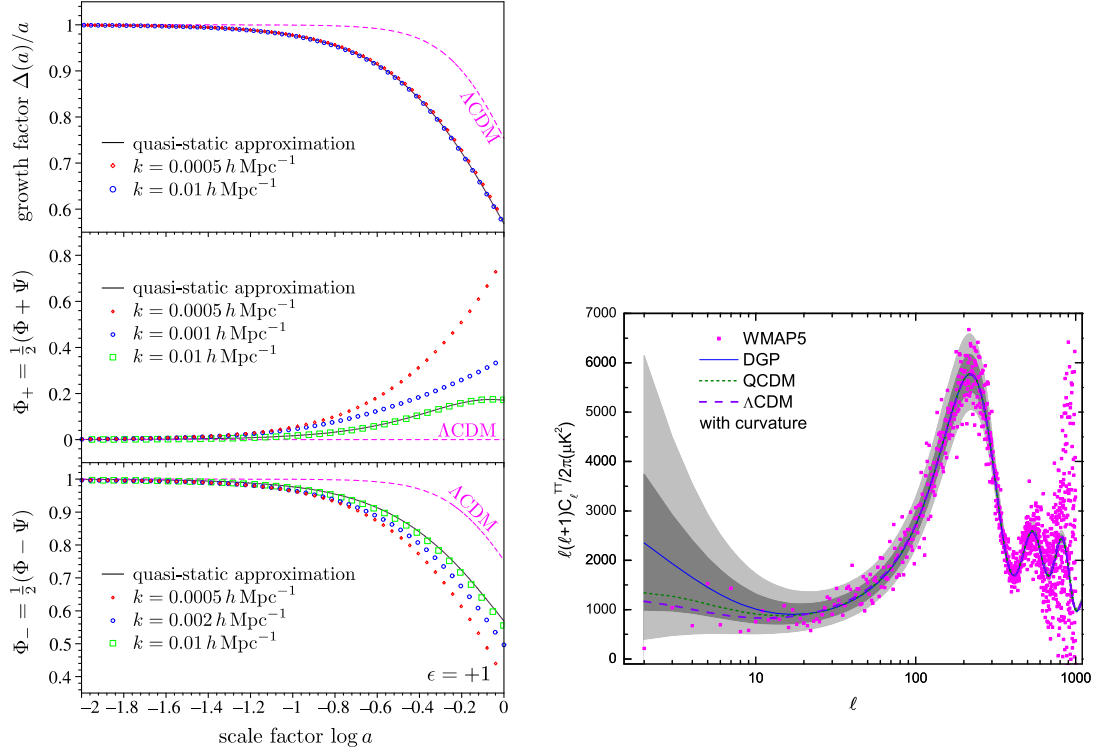 growth factor Δ(a)/a
1
0.9
0.8
0.7
0.6
ΛCDM
quasi-static approximation
k = 0.0005 h Mpc⁻¹
k = 0.01 h Mpc⁻¹
Φ₊ = ½(Φ + Ψ)
0.8
0.6
0.4
0.2
0
quasi-static approximation
k = 0.0005 h Mpc⁻¹
k = 0.001 h Mpc⁻¹
k = 0.01 h Mpc⁻¹
ΛCDM
Φ₋ = ½(Φ − Ψ)
1
0.9
0.8
0.7
0.6
0.5
0.4
ΛCDM
quasi-static approximation
k = 0.0005 h Mpc⁻¹
k = 0.002 h Mpc⁻¹
k = 0.01 h Mpc⁻¹
ϵ = +1
−2 −1.8 −1.6 −1.4 −1.2 −1 −0.8 −0.6 −0.4 −0.2 0
scale factor log a
ℓ(ℓ+1)C_ℓ^TT/2π(μK²)
7000
6000
5000
4000
3000
2000
1000
0
WMAP5
DGP
QCDM
ΛCDM
with curvature
10 100 1000
ℓ